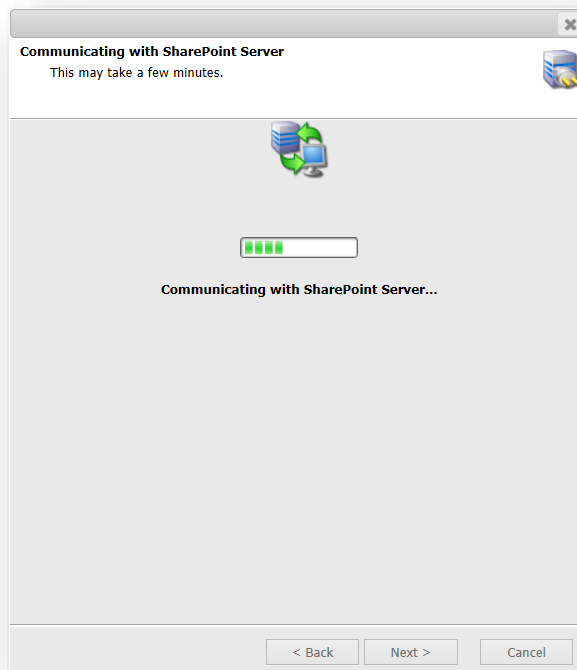 Communicating with SharePoint Server
This may take a few minutes.
Communicating with SharePoint Server...
< Back
Next >
Cancel